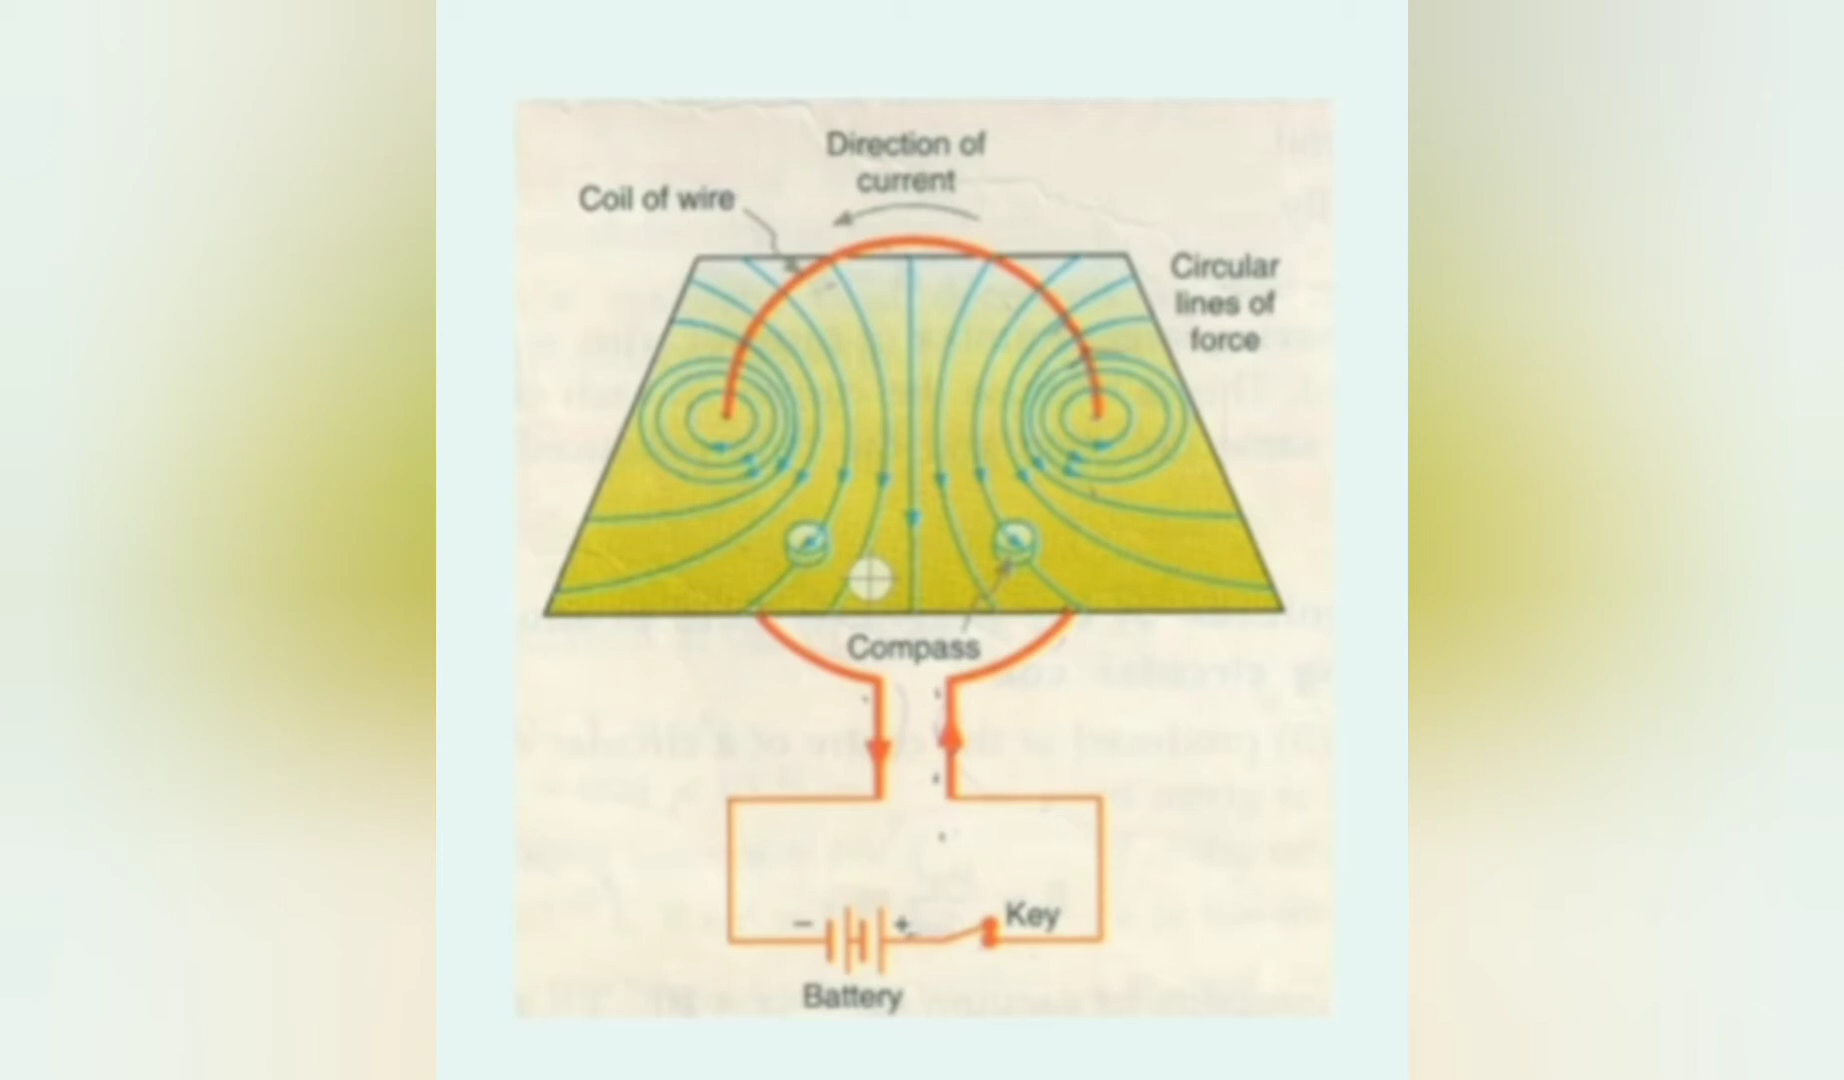 Direction of
current
Coil of wire
Circular
lines of
force
Compass
− +
Key
Battery